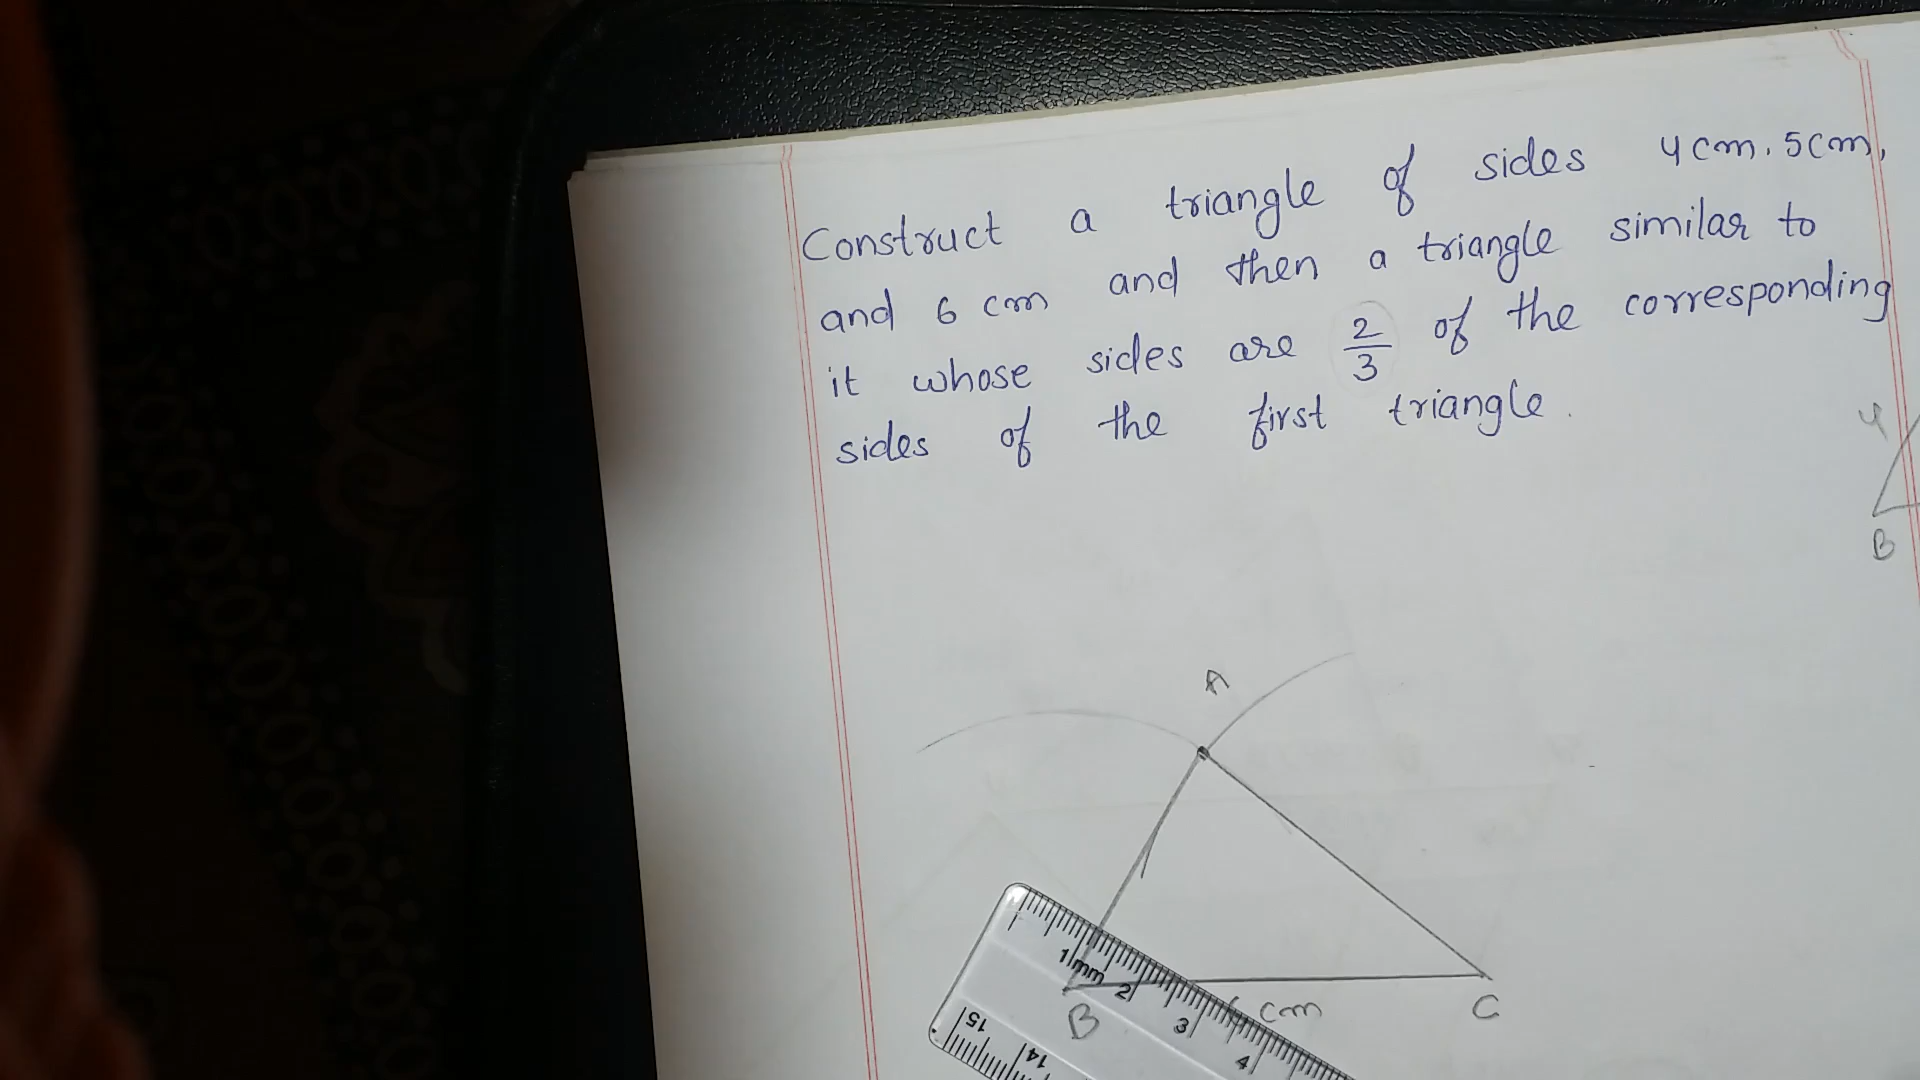 Construct a triangle of sides 4 cm, 5 cm,
and 6 cm and then a triangle similar to
it whose sides are 2/3 of the corresponding
sides of the first triangle.
4
B
A
B
cm
C
1 mm 2 3 4
15 14